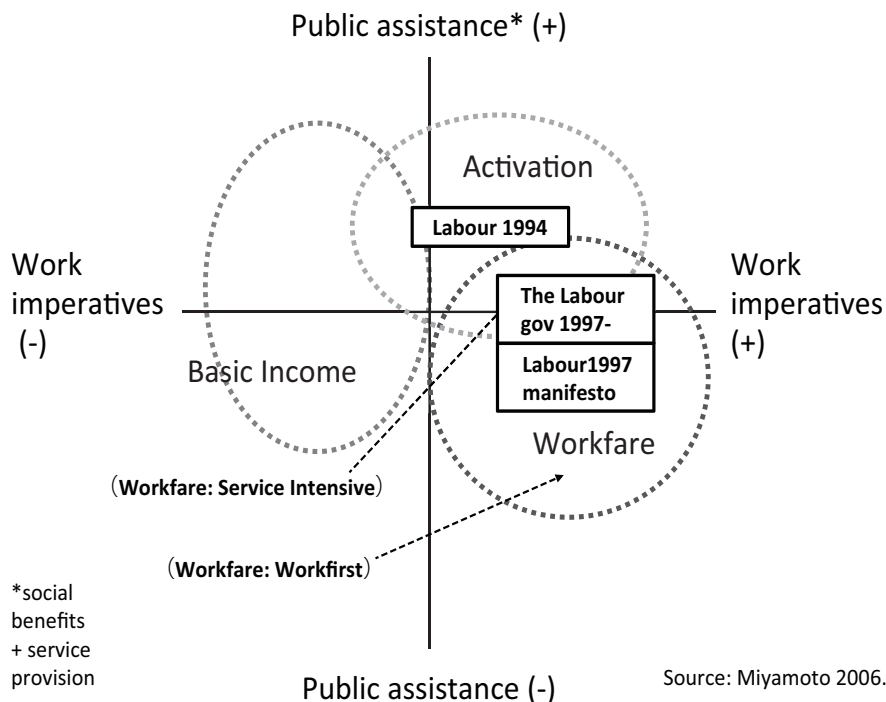 Public assistance* (+)
Activation
Labour 1994
Work
imperatives
(-)
Work
imperatives
(+)
The Labour
gov 1997-
Labour1997
manifesto
Basic Income
Workfare
(Workfare: Service Intensive)
(Workfare: Workfirst)
*social
benefits
+ service
provision
Public assistance (-)
Source: Miyamoto 2006.